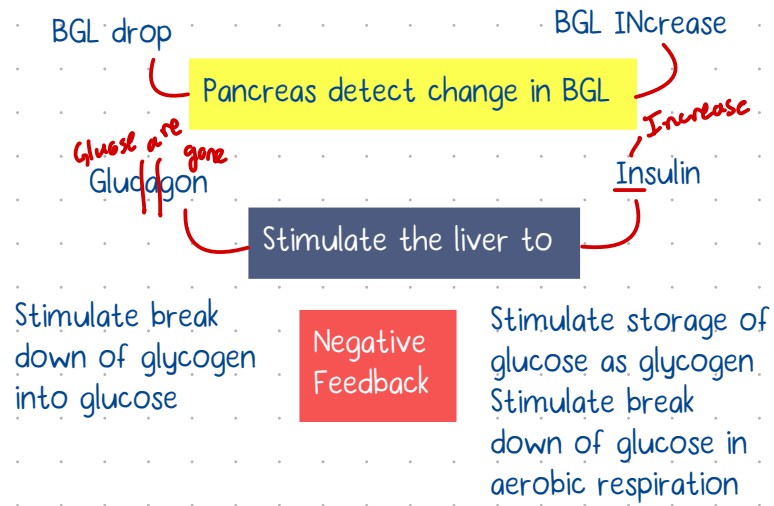 BGL drop
BGL INcrease
Pancreas detect change in BGL
Glucose are gone
Increase
Glucagon
Insulin
Stimulate the liver to
Stimulate break
down of glycogen
into glucose
Negative
Feedback
Stimulate storage of
glucose as glycogen
Stimulate break
down of glucose in
aerobic respiration